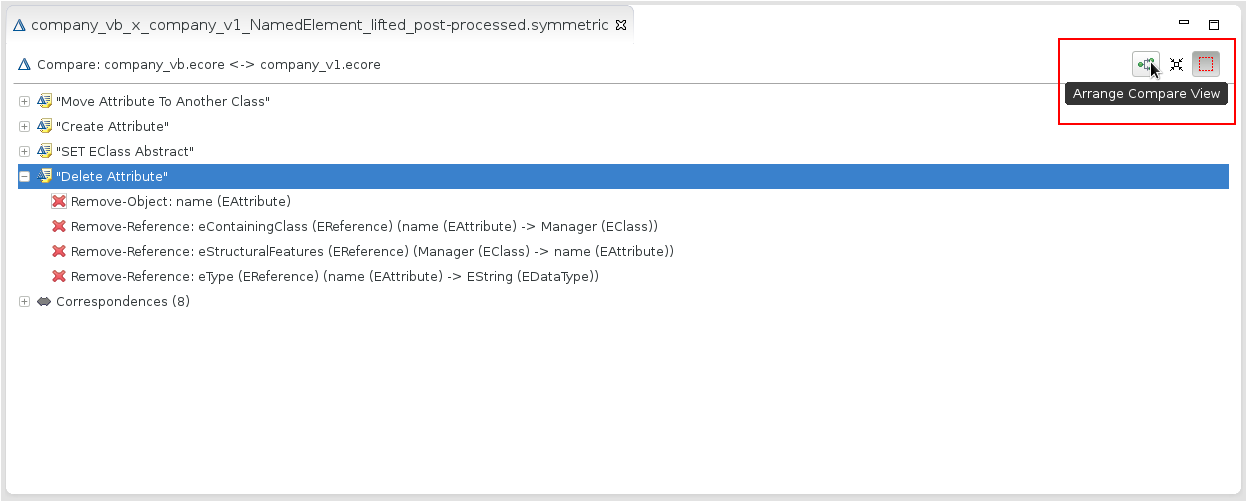 company_vb_x_company_v1_NamedElement_lifted_post-processed.symmetric
Compare: company_vb.ecore <-> company_v1.ecore
Arrange Compare View
"Move Attribute To Another Class"
"Create Attribute"
"SET EClass Abstract"
"Delete Attribute"
Remove-Object: name (EAttribute)
Remove-Reference: eContainingClass (EReference) (name (EAttribute) -> Manager (EClass))
Remove-Reference: eStructuralFeatures (EReference) (Manager (EClass) -> name (EAttribute))
Remove-Reference: eType (EReference) (name (EAttribute) -> EString (EDataType))
Correspondences (8)